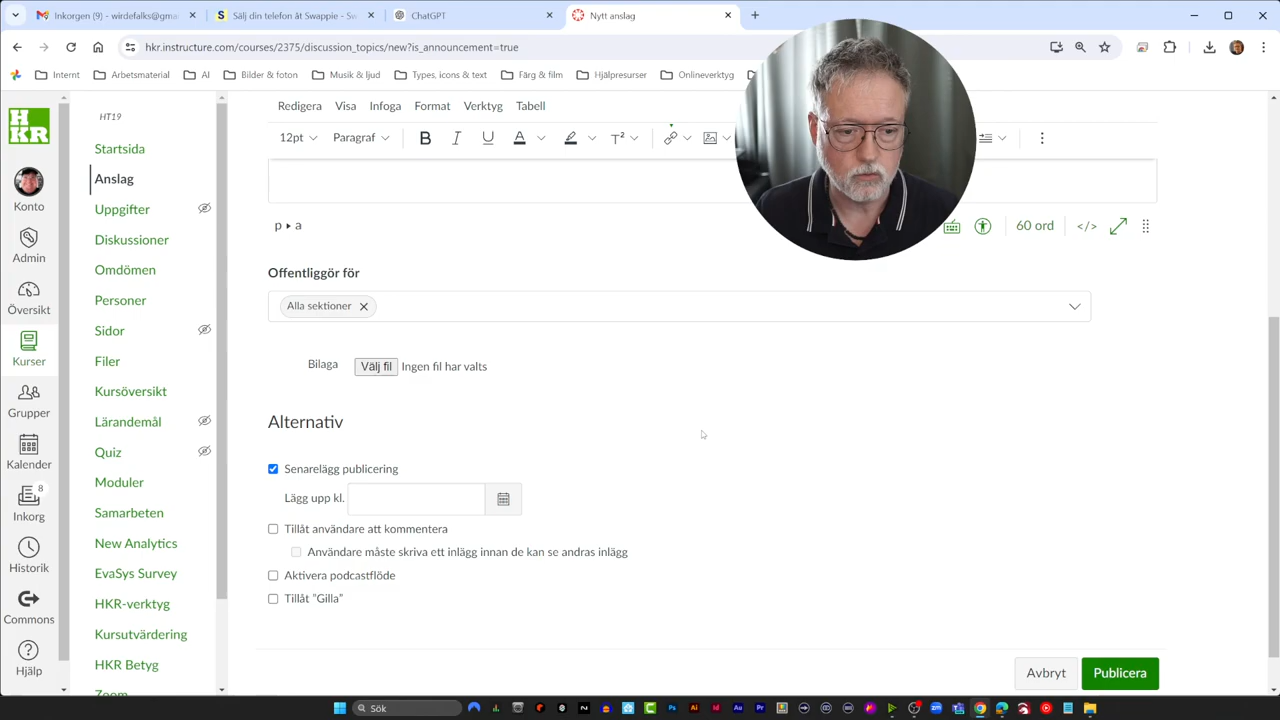 Inkorgen (9) - wirdefalks@gma
Sälj din telefon åt Swappie - Sw
ChatGPT
Nytt anslag
hkr.instructure.com/courses/2375/discussion_topics/new?is_announcement=true
Internt
Arbetsmaterial
AI
Bilder & foton
Musik & ljud
Types, icons & text
Färg & film
Hjälpresurser
Onlineverktyg
HKR
Konto
Admin
Översikt
Kurser
Grupper
Kalender
8
Inkorg
Historik
Commons
Hjälp
HT19
Startsida
Anslag
Uppgifter
Diskussioner
Omdömen
Personer
Sidor
Filer
Kursöversikt
Lärandemål
Quiz
Moduler
Samarbeten
New Analytics
EvaSys Survey
HKR-verktyg
Kursutvärdering
HKR Betyg
Zoom
Redigera Visa Infoga Format Verktyg Tabell
12pt Paragraf B I U A T²
p a
60 ord </>
Offentliggör för
Alla sektioner
Bilaga Välj fil Ingen fil har valts
Alternativ
Senarelägg publicering
Lägg upp kl.
Tillåt användare att kommentera
Användare måste skriva ett inlägg innan de kan se andras inlägg
Aktivera podcastflöde
Tillåt ”Gilla”
Avbryt Publicera
Sök